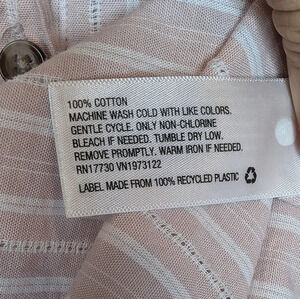 100% COTTON
MACHINE WASH COLD WITH LIKE COLORS.
GENTLE CYCLE. ONLY NON-CHLORINE
BLEACH IF NEEDED. TUMBLE DRY LOW.
REMOVE PROMPTLY. WARM IRON IF NEEDED.
RN17730 VN1973122
LABEL MADE FROM 100% RECYCLED PLASTIC